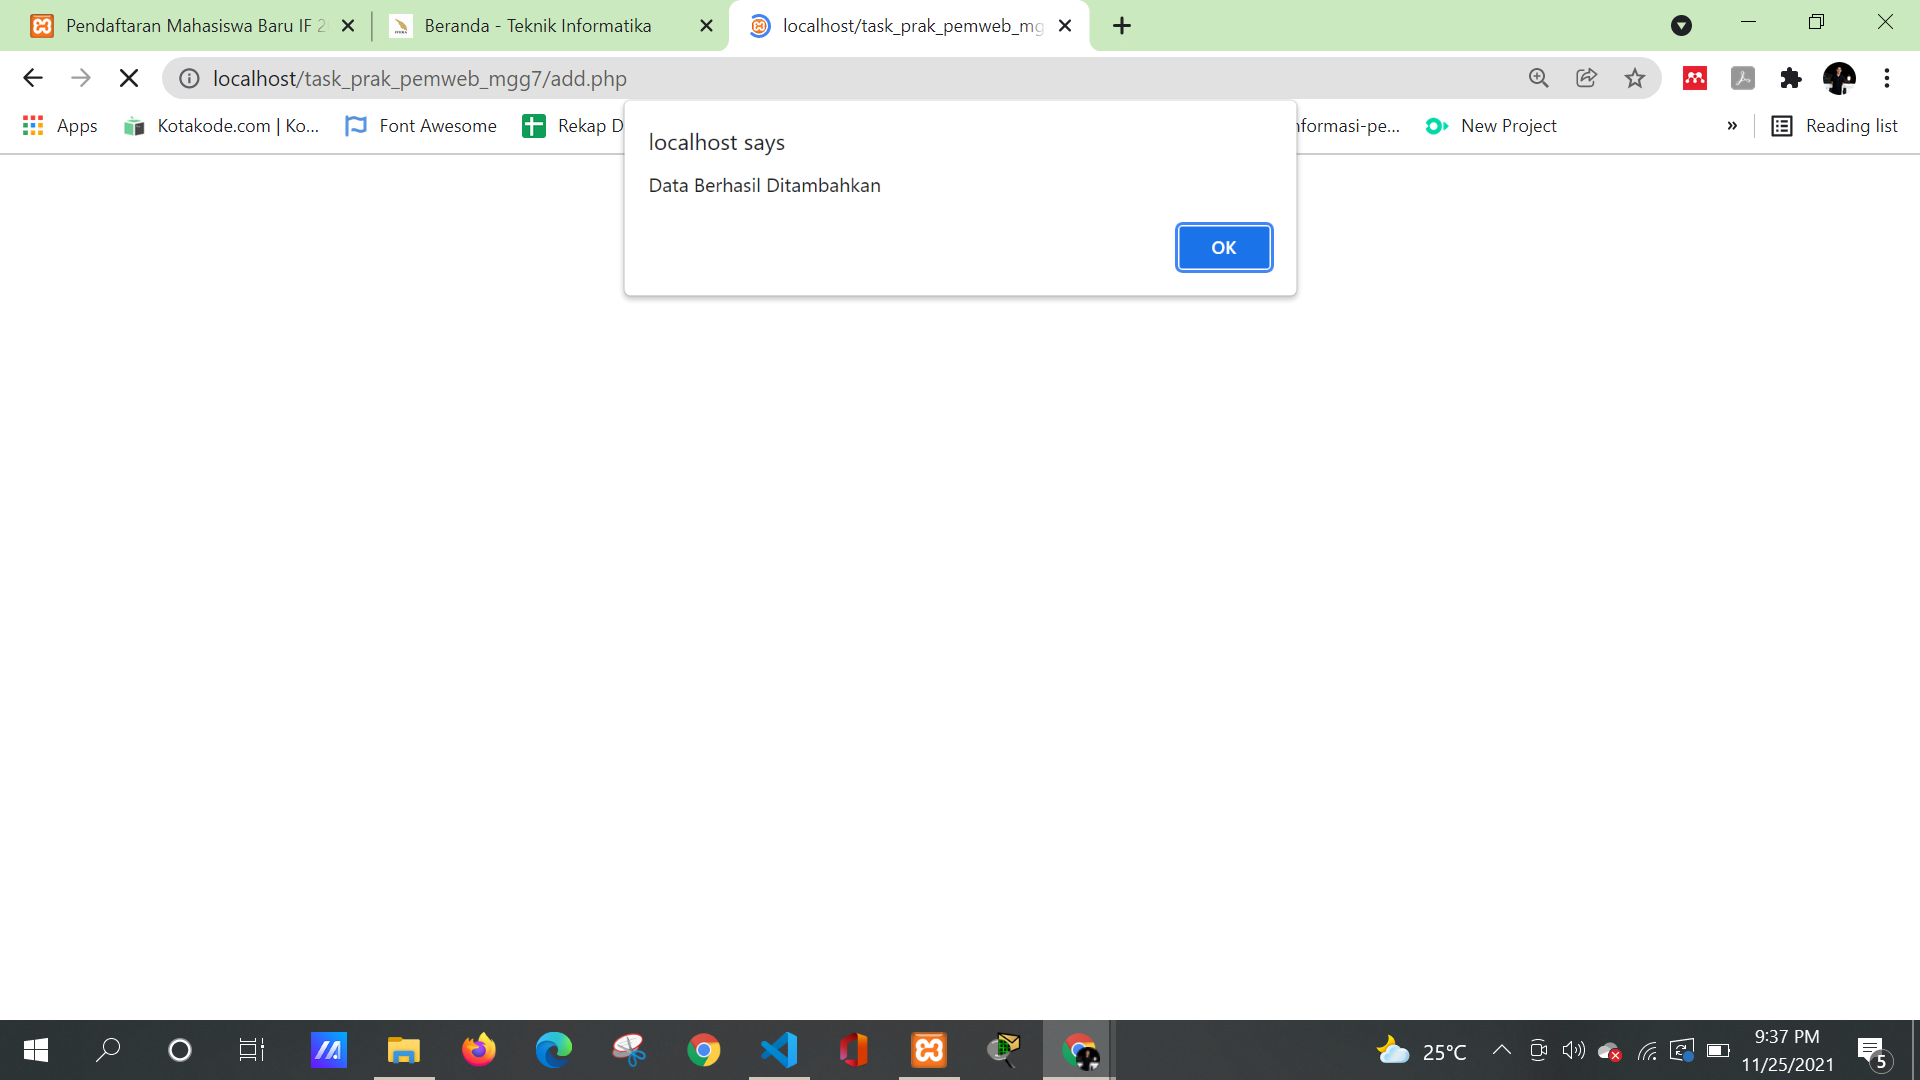 Pendaftaran Mahasiswa Baru IF 2
Beranda - Teknik Informatika
localhost/task_prak_pemweb_mg
localhost/task_prak_pemweb_mgg7/add.php
Apps
Kotakode.com | Ko...
Font Awesome
Rekap D
nformasi-pe...
New Project
»
Reading list
localhost says
Data Berhasil Ditambahkan
OK
25°C
9:37 PM
11/25/2021
5